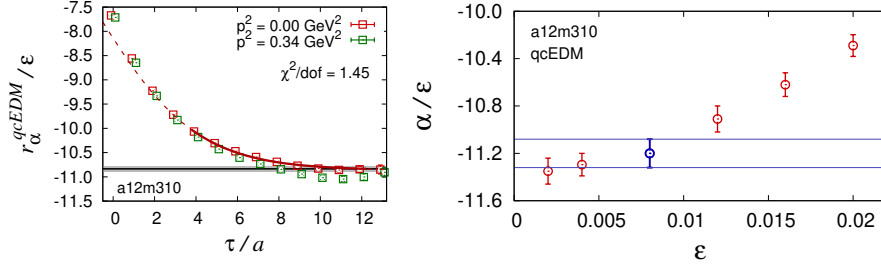 -7.5
-8.0
-8.5
-9.0
-9.5
-10.0
-10.5
-11.0
-11.5
r_α^{qcEDM}/ε
p² = 0.00 GeV²
p² = 0.34 GeV²
χ²/dof = 1.45
a12m310
0 2 4 6 8 10 12
τ/a
-10.0
-10.4
-10.8
-11.2
-11.6
α/ε
a12m310
qcEDM
0 0.005 0.01 0.015 0.02
ε